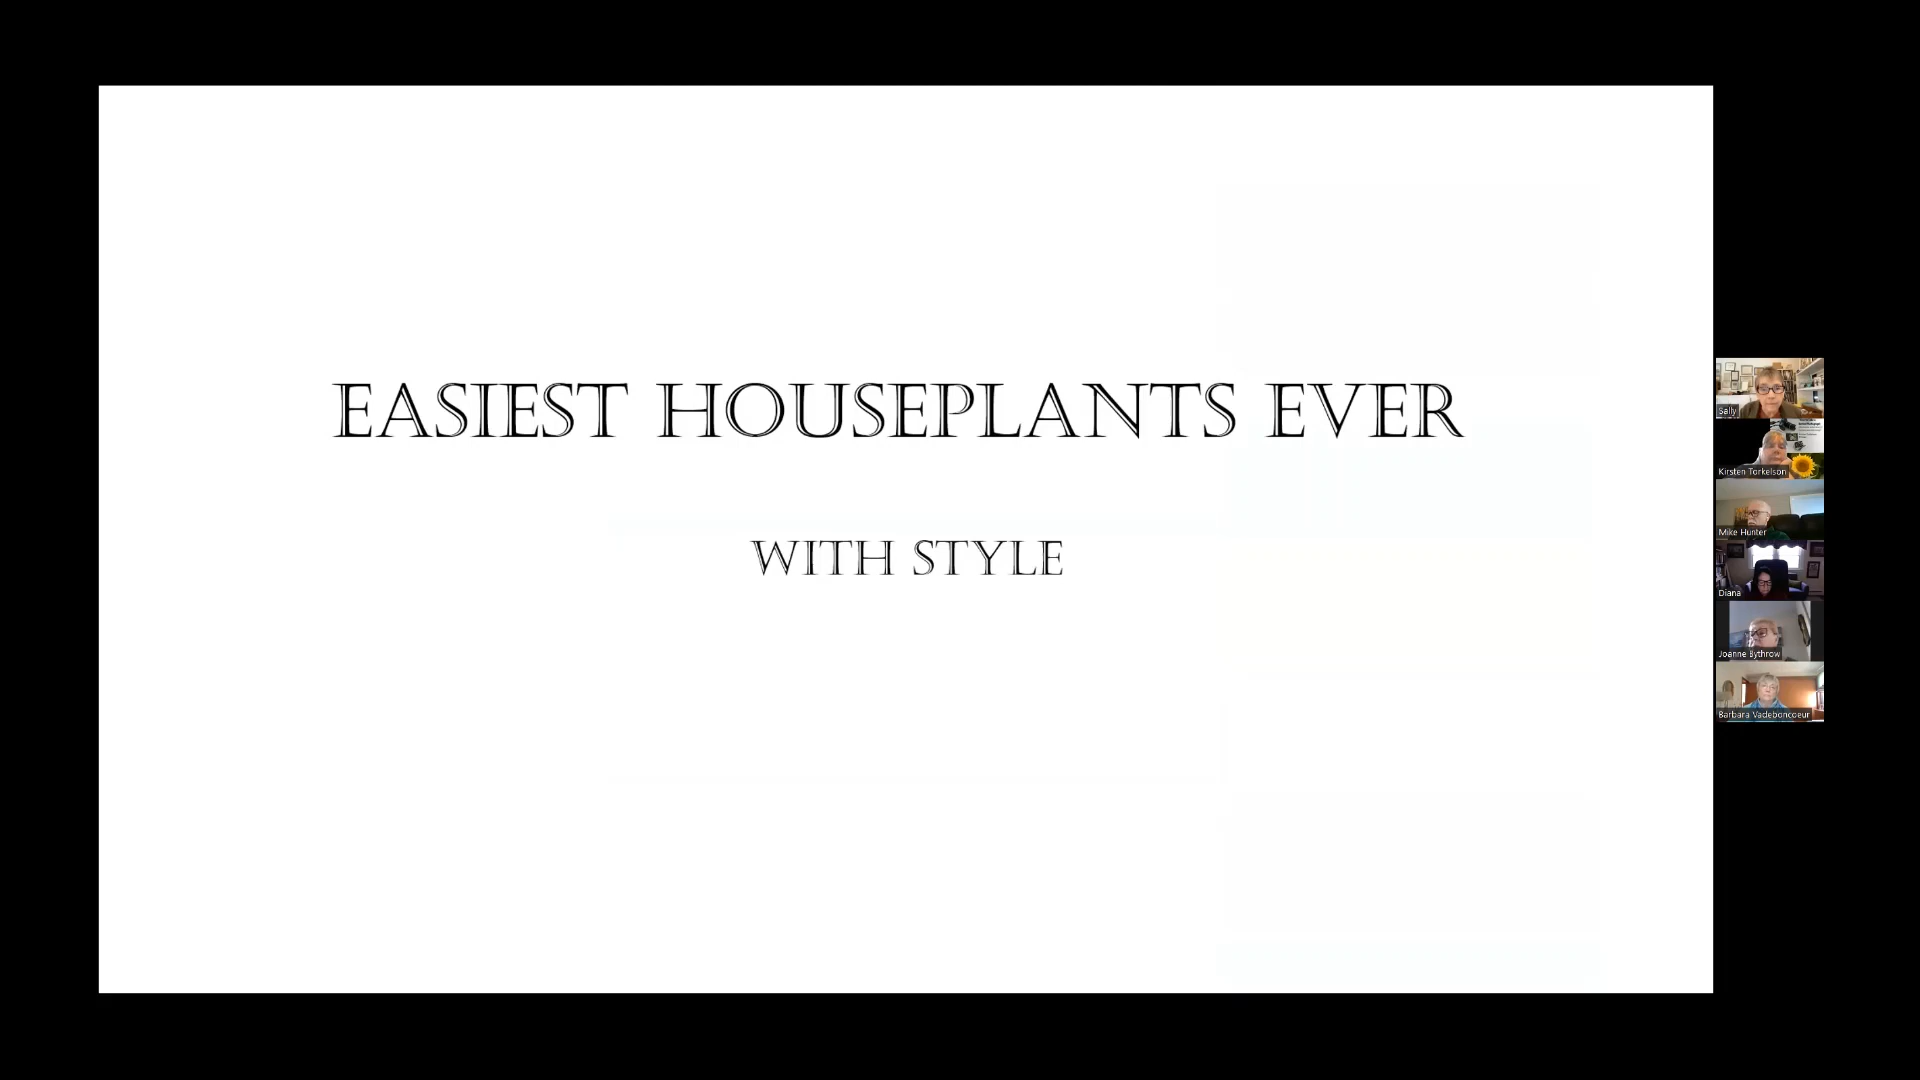 EASIEST HOUSEPLANTS EVER
WITH STYLE
Sally
Kirsten Torkelson
Mike Hunter
Diana
Joanne Bythrow
Barbara Vadeboncoeur